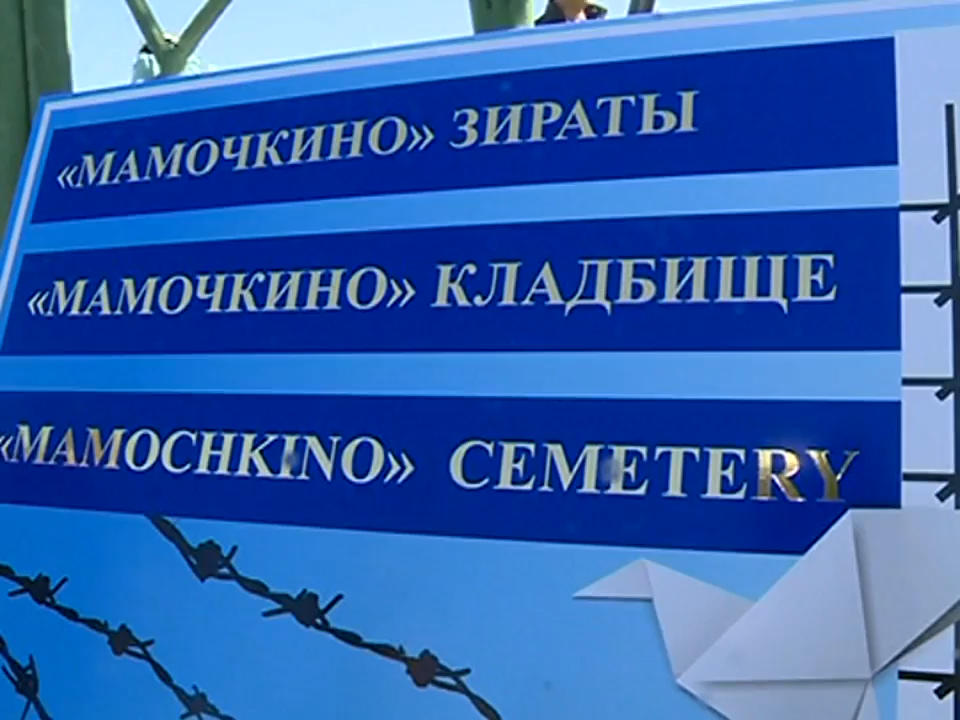 «МАМОЧКИНО» ЗИРАТЫ
«МАМОЧКИНО» КЛАДБИЩЕ
«MAMOCHKINO» CEMETERY